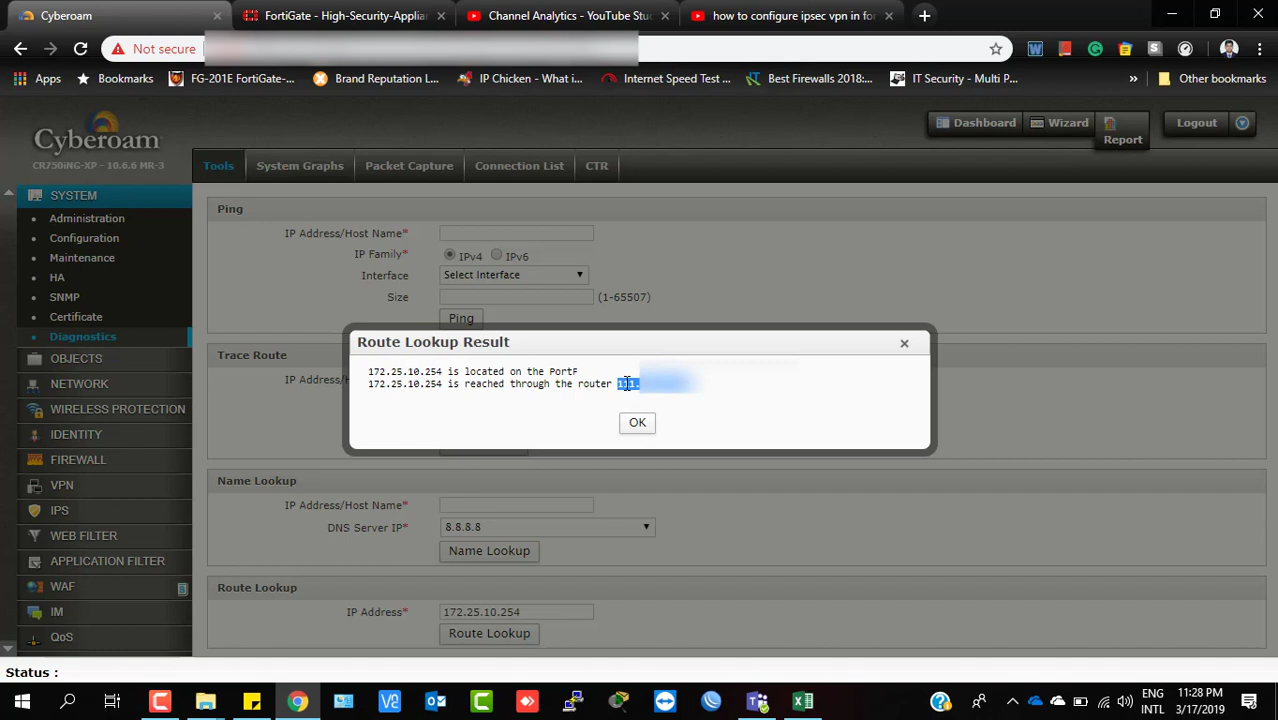 Cyberoam
FortiGate - High-Security-Applian
Channel Analytics - YouTube Stu
how to configure ipsec vpn in for
Not secure
Apps
Bookmarks
FG-201E FortiGate-...
Brand Reputation L...
IP Chicken - What i...
Internet Speed Test ...
Best Firewalls 2018:...
IT Security - Multi P...
»
Other bookmarks
Cyberoam
CR750iNG-XP - 10.6.6 MR-3
Dashboard
Wizard
Report
Logout
Tools
System Graphs
Packet Capture
Connection List
CTR
SYSTEM
Administration
Configuration
Maintenance
HA
SNMP
Certificate
Diagnostics
OBJECTS
NETWORK
WIRELESS PROTECTION
IDENTITY
FIREWALL
VPN
IPS
WEB FILTER
APPLICATION FILTER
WAF
IM
QoS
Ping
IP Address/Host Name*
IP Family*
IPv4
IPv6
Interface
Select Interface
Size
(1-65507)
Ping
Trace Route
IP Address/H
Route Lookup Result
172.25.10.254 is located on the PortF
172.25.10.254 is reached through the router 111.
OK
Name Lookup
IP Address/Host Name*
DNS Server IP*
8.8.8.8
Name Lookup
Route Lookup
IP Address*
172.25.10.254
Route Lookup
Status :
ENG
INTL
11:28 PM
3/17/2019